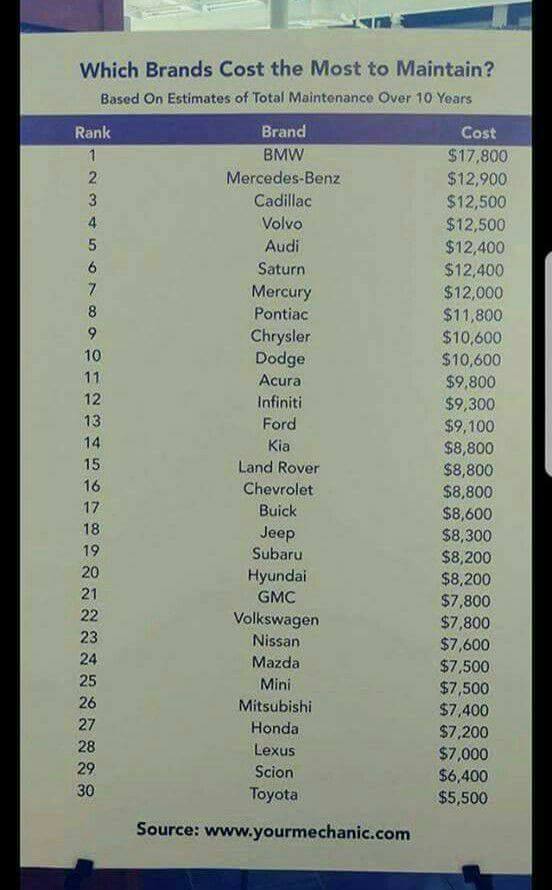 Which Brands Cost the Most to Maintain?
Based On Estimates of Total Maintenance Over 10 Years
Rank Brand Cost
1 BMW $17,800
2 Mercedes-Benz $12,900
3 Cadillac $12,500
4 Volvo $12,500
5 Audi $12,400
6 Saturn $12,400
7 Mercury $12,000
8 Pontiac $11,800
9 Chrysler $10,600
10 Dodge $10,600
11 Acura $9,800
12 Infiniti $9,300
13 Ford $9,100
14 Kia $8,800
15 Land Rover $8,800
16 Chevrolet $8,800
17 Buick $8,600
18 Jeep $8,300
19 Subaru $8,200
20 Hyundai $8,200
21 GMC $7,800
22 Volkswagen $7,800
23 Nissan $7,600
24 Mazda $7,500
25 Mini $7,500
26 Mitsubishi $7,400
27 Honda $7,200
28 Lexus $7,000
29 Scion $6,400
30 Toyota $5,500
Source: www.yourmechanic.com